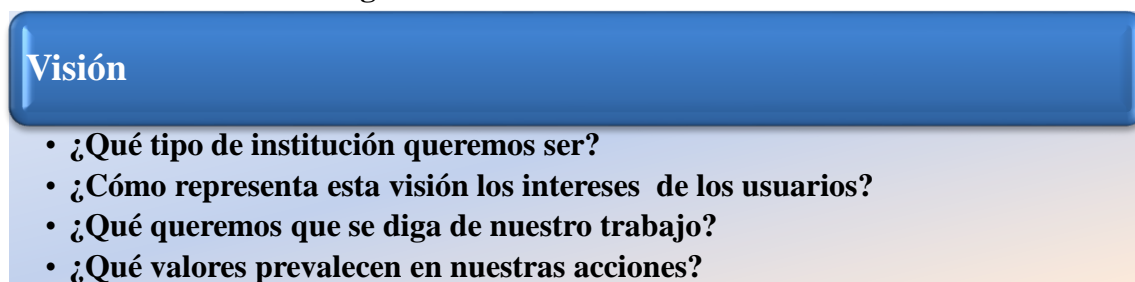 Visión
• ¿Qué tipo de institución queremos ser?
• ¿Cómo representa esta visión los intereses  de los usuarios?
• ¿Qué queremos que se diga de nuestro trabajo?
• ¿Qué valores prevalecen en nuestras acciones?